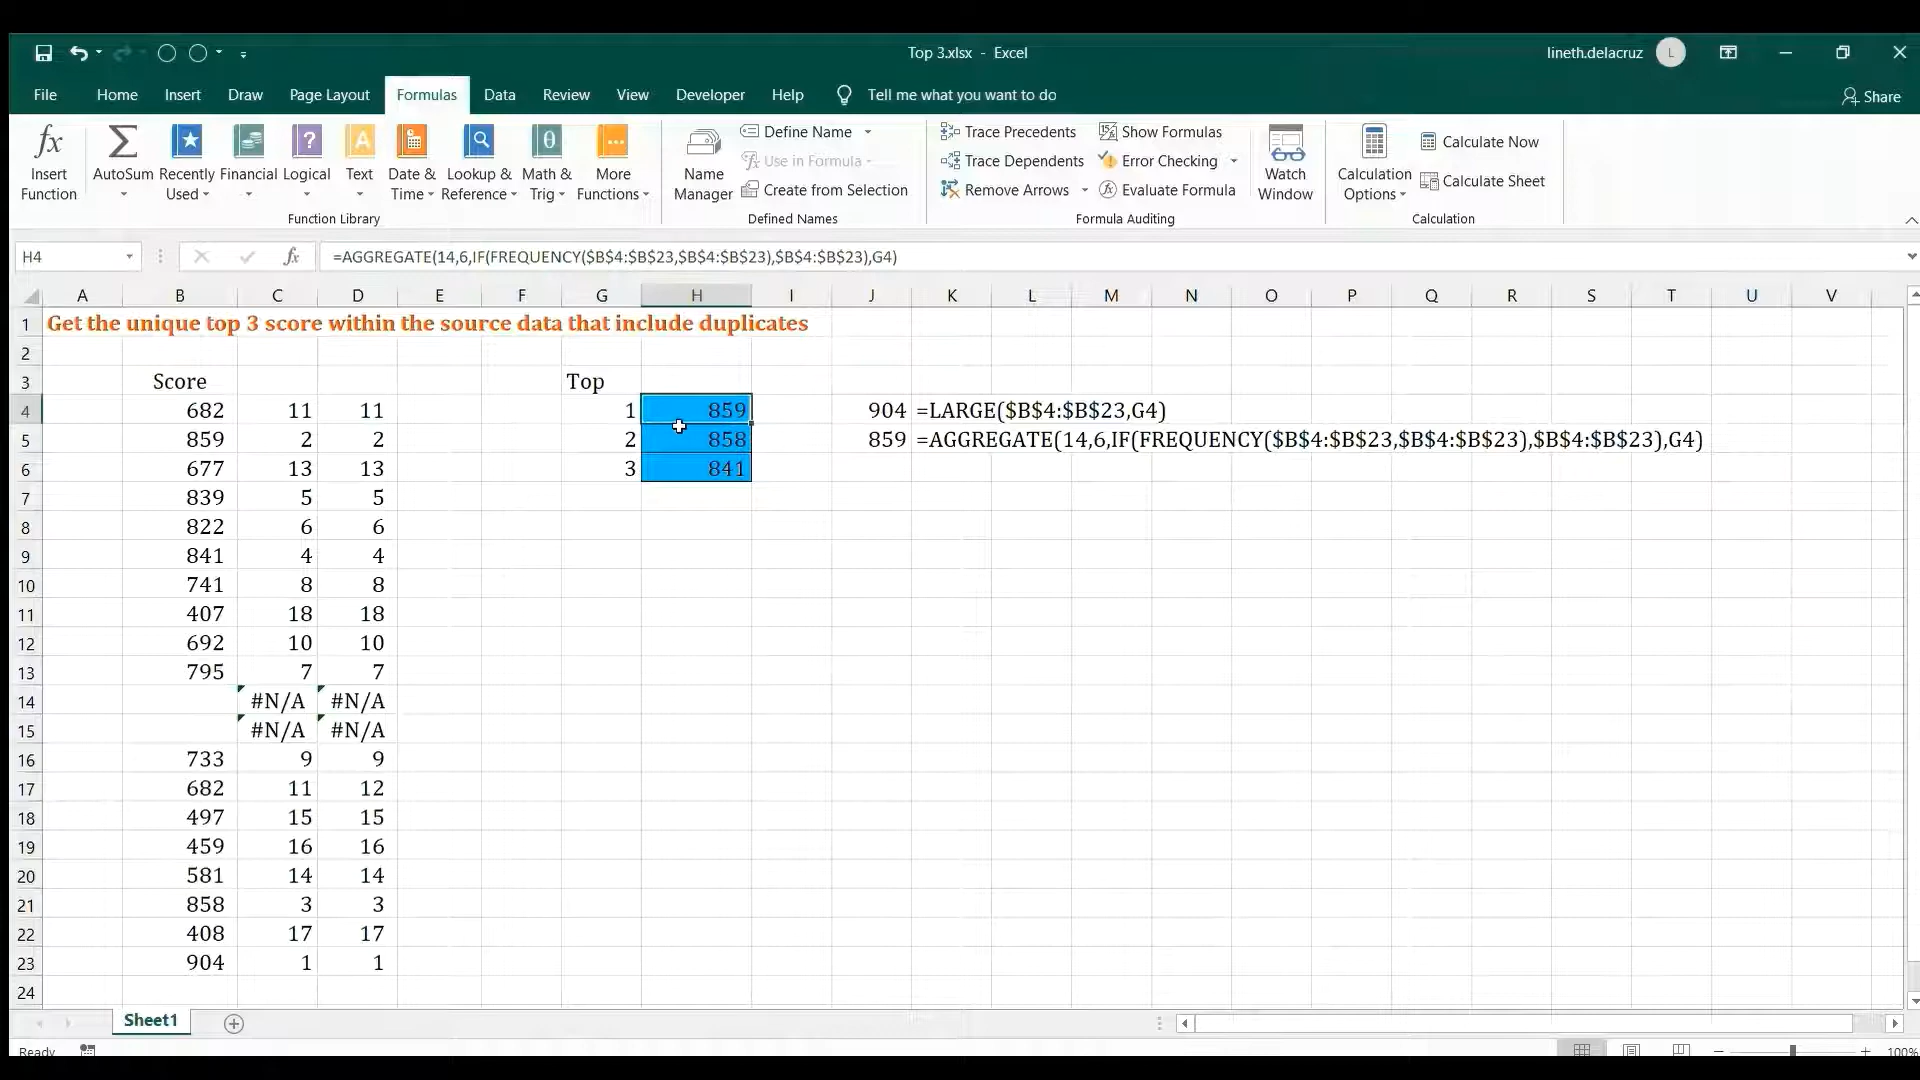 Top 3.xlsx - Excel
lineth.delacruz L
File Home Insert Draw Page Layout Formulas Data Review View Developer Help Tell me what you want to do Share
fx Σ ? A θ
Insert Function
AutoSum
Recently Used
Financial
Logical
Text
Date & Time
Lookup & Reference
Math & Trig
More Functions
Function Library
Name Manager
Define Name
Use in Formula
Create from Selection
Defined Names
Trace Precedents
Trace Dependents
Remove Arrows
Show Formulas
Error Checking
Evaluate Formula
Formula Auditing
Watch Window
Calculation Options
Calculate Now
Calculate Sheet
Calculation
H4 fx =AGGREGATE(14,6,IF(FREQUENCY($B$4:$B$23,$B$4:$B$23),$B$4:$B$23),G4)
A B C D E F G H I J K L M N O P Q R S T U V
1 Get the unique top 3 score within the source data that include duplicates
2
3 Score Top
4 682 11 11 1 859 904 =LARGE($B$4:$B$23,G4)
5 859 2 2 2 858 859 =AGGREGATE(14,6,IF(FREQUENCY($B$4:$B$23,$B$4:$B$23),$B$4:$B$23),G4)
6 677 13 13 3 841
7 839 5 5
8 822 6 6
9 841 4 4
10 741 8 8
11 407 18 18
12 692 10 10
13 795 7 7
14 #N/A #N/A
15 #N/A #N/A
16 733 9 9
17 682 11 12
18 497 15 15
19 459 16 16
20 581 14 14
21 858 3 3
22 408 17 17
23 904 1 1
24
Sheet1
Ready 100%